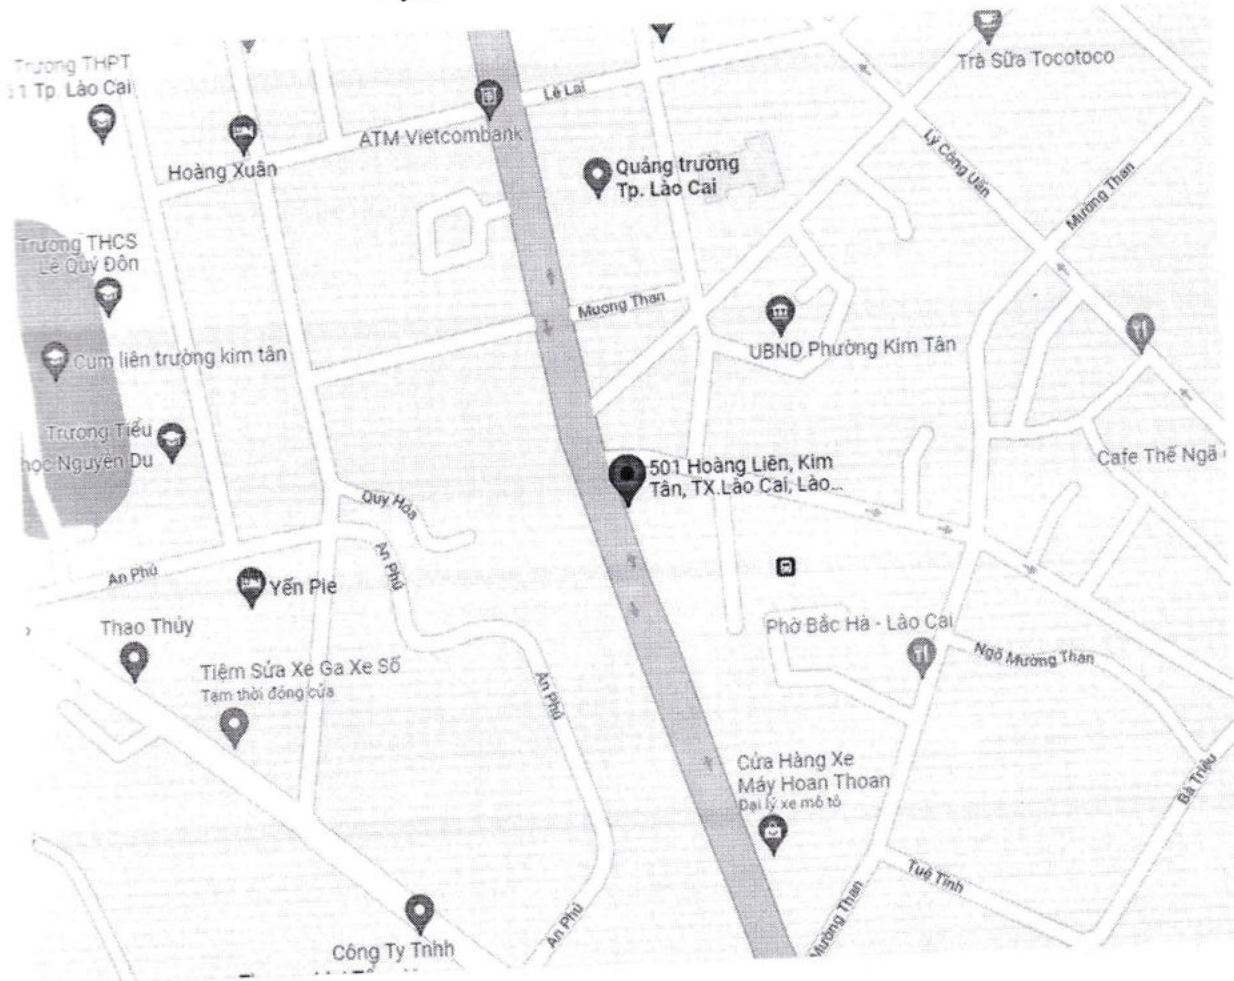 Trường THPT
1 Tp. Lào Cai
Hoàng Xuân
ATM Vietcombank
Lê Lai
Trà Sữa Tocotoco
Quảng trường
Tp. Lào Cai
Lý Công Uẩn
Mường Than
Trường THCS
Lê Quý Đôn
Mương Than
UBND Phường Kim Tân
Cụm liên trường kim tân
Trường Tiểu
học Nguyễn Du
501 Hoàng Liên, Kim
Tân, TX.Lào Cai, Lào...
Cafe Thế Ngã
Quy Hóa
An Phú
An Phú
Yến Pie
Thao Thủy
Phở Bắc Hà - Lào Cai
Ngõ Mường Than
Tiệm Sửa Xe Ga Xe Số
Tạm thời đóng cửa
An Phú
Cửa Hàng Xe
Máy Hoan Thoan
Đại lý xe mô tô
Bà Triệu
Tuệ Tĩnh
Mường Than
An Phú
Công Ty Tnhh